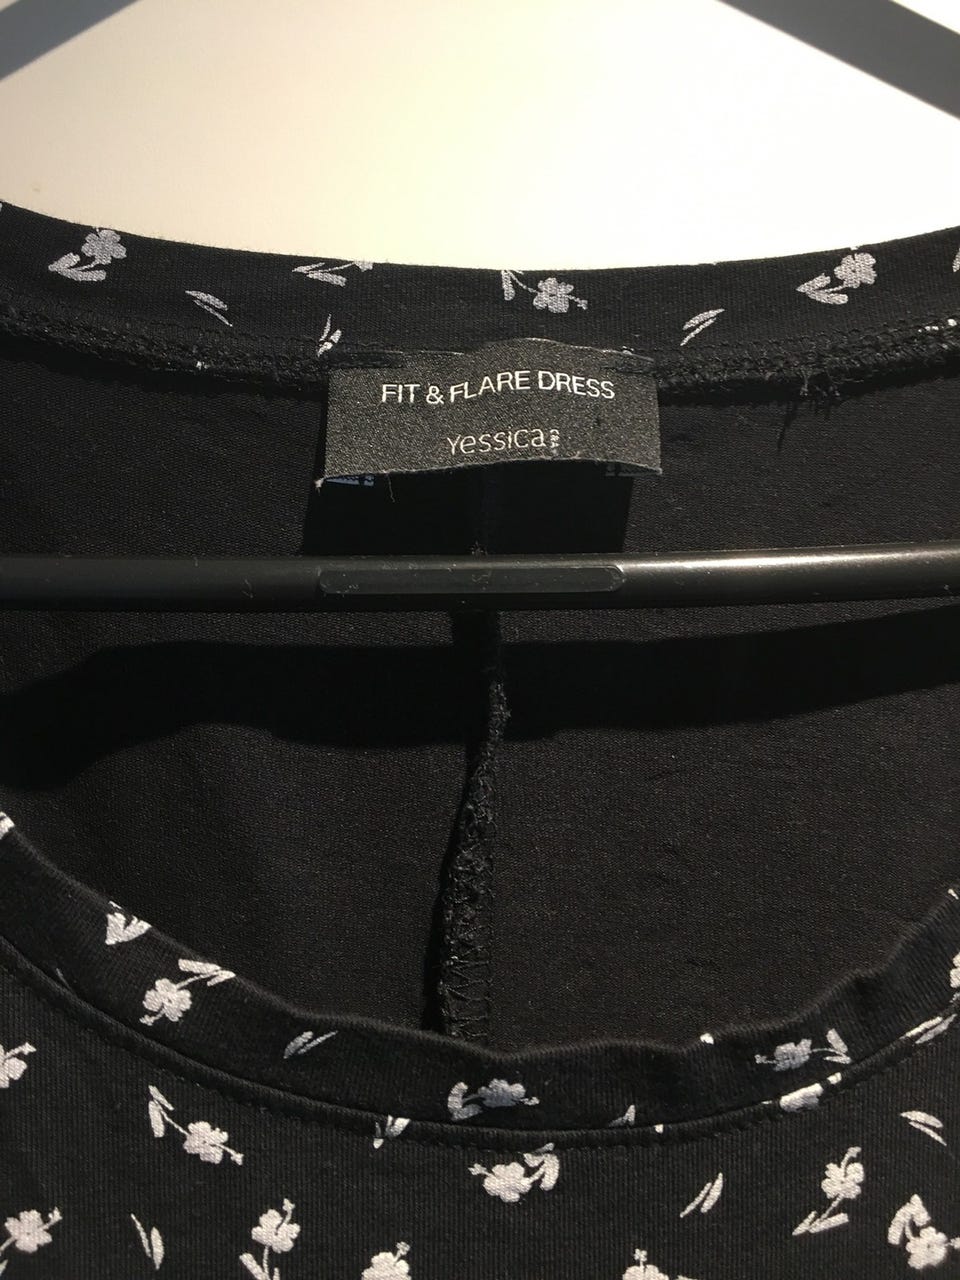 FIT & FLARE DRESS
Yessica